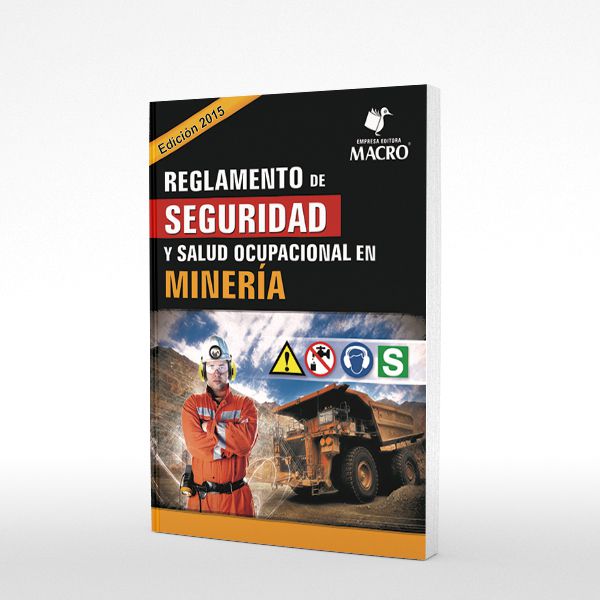 Edición 2015
EMPRESA EDITORA
MACRO®
REGLAMENTO DE
SEGURIDAD
Y SALUD OCUPACIONAL EN
MINERÍA
S